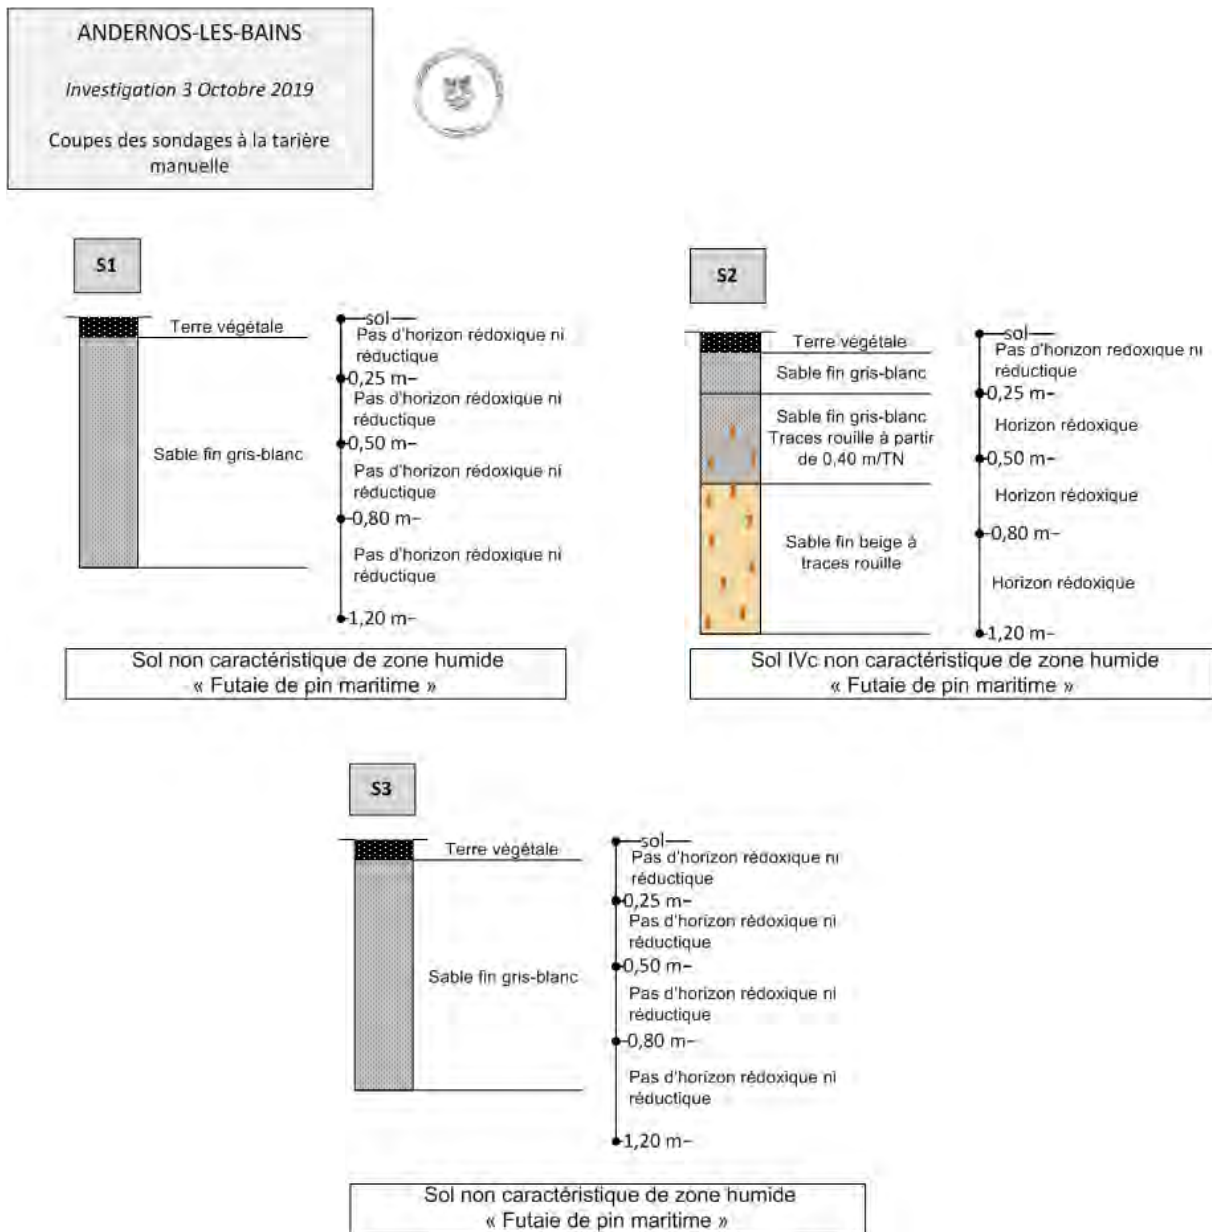 ANDERNOS-LES-BAINS
Investigation 3 Octobre 2019
Coupes des sondages à la tarière
manuelle
S1
Terre végétale
Sable fin gris-blanc
sol
Pas d'horizon rédoxique ni
réductique
0,25 m
Pas d'horizon rédoxique ni
réductique
0,50 m
Pas d'horizon rédoxique ni
réductique
0,80 m
Pas d'horizon rédoxique ni
réductique
1,20 m
Sol non caractéristique de zone humide
« Futaie de pin maritime »
S2
Terre végétale
Sable fin gris-blanc
Sable fin gris-blanc
Traces rouille à partir
de 0,40 m/TN
Sable fin beige à
traces rouille
sol
Pas d'horizon redoxique ni
réductique
0,25 m
Horizon rédoxique
0,50 m
Horizon rédoxique
0,80 m
Horizon rédoxique
1,20 m
Sol IVc non caractéristique de zone humide
« Futaie de pin maritime »
S3
Terre végétale
Sable fin gris-blanc
sol
Pas d'horizon rédoxique ni
réductique
0,25 m
Pas d'horizon rédoxique ni
réductique
0,50 m
Pas d'horizon rédoxique ni
réductique
0,80 m
Pas d'horizon rédoxique ni
réductique
1,20 m
Sol non caractéristique de zone humide
« Futaie de pin maritime »